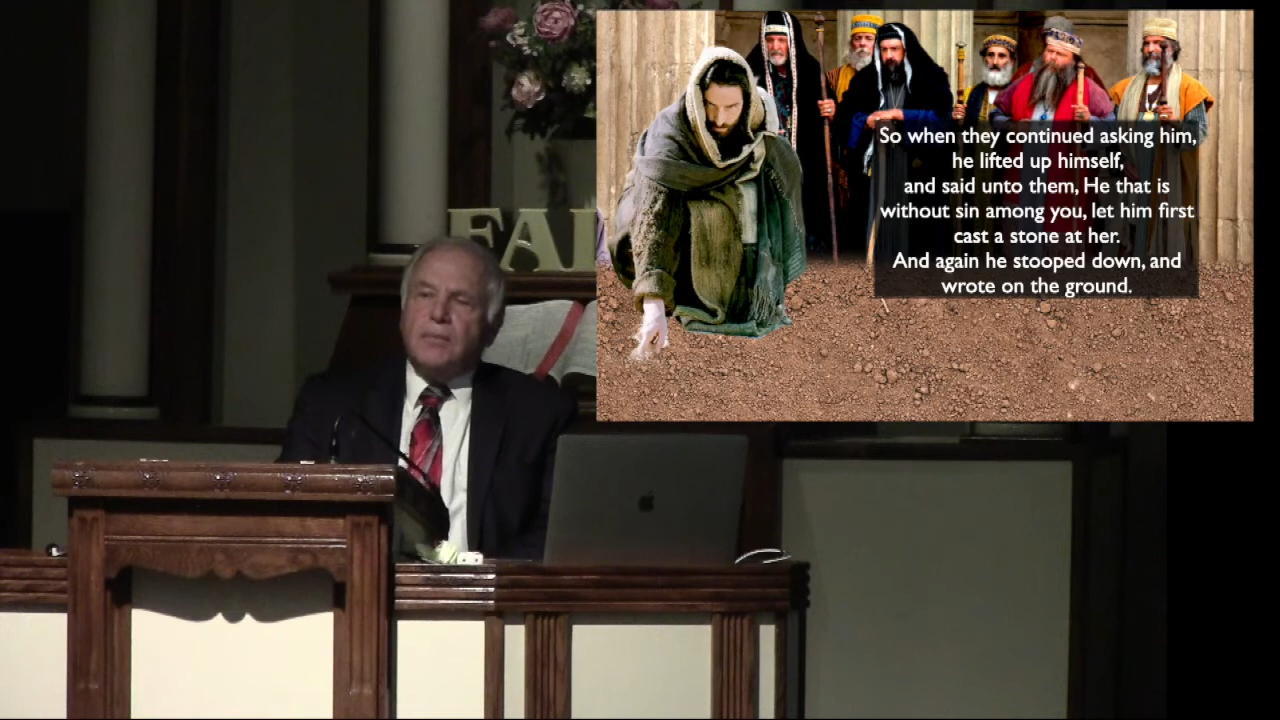 So when they continued asking him,
he lifted up himself,
and said unto them, He that is
without sin among you, let him first
cast a stone at her.
And again he stooped down, and
wrote on the ground.
FAI